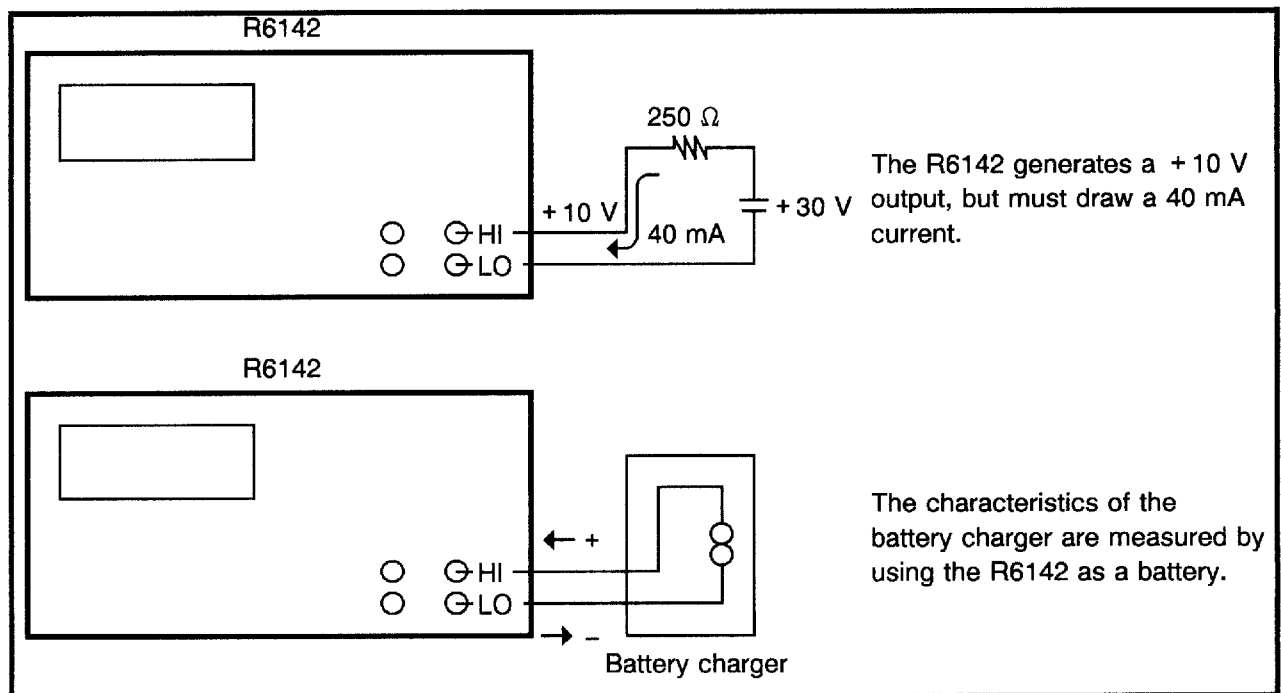 R6142
250 Ω
+10 V
40 mA
+30 V
HI
LO
The R6142 generates a +10 V
output, but must draw a 40 mA
current.
R6142
← +
HI
LO
→ −
Battery charger
The characteristics of the
battery charger are measured by
using the R6142 as a battery.